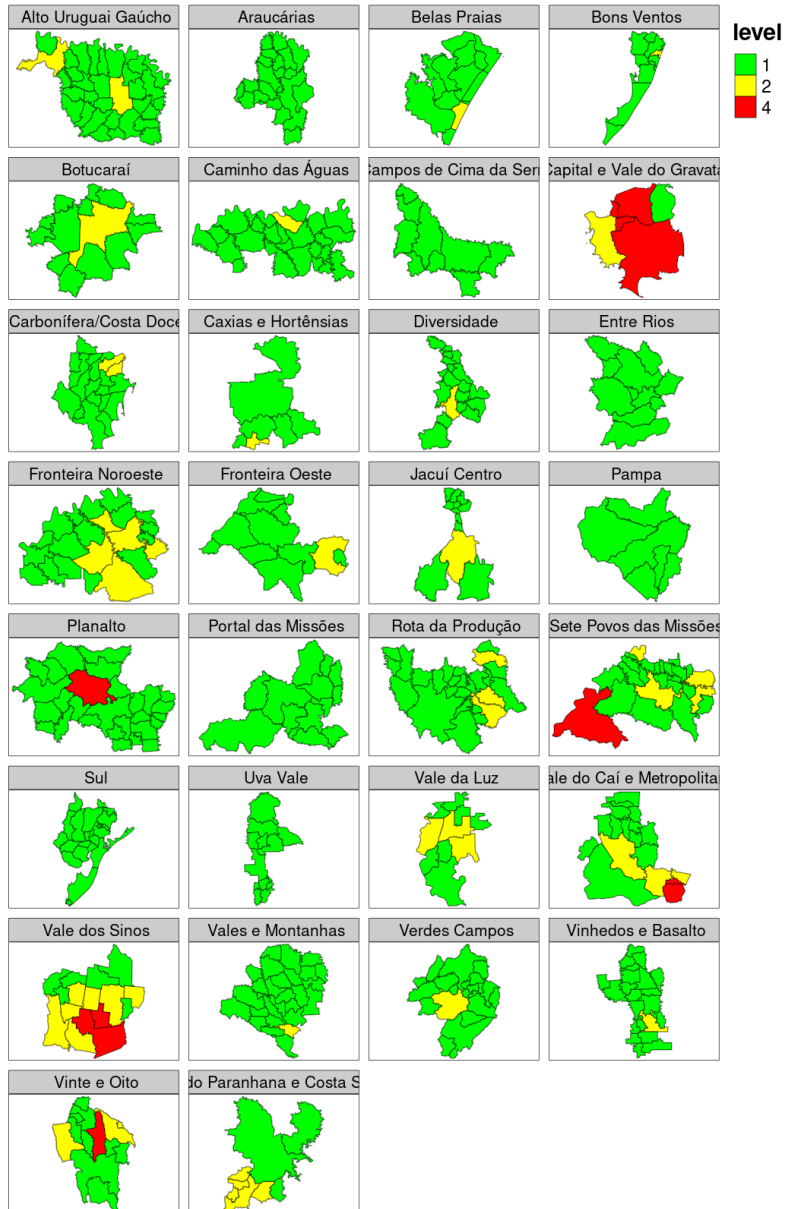 Alto Uruguai Gaúcho
Araucárias
Belas Praias
Bons Ventos
level
1
2
4
Botucaraí
Caminho das Águas
Campos de Cima da Serr
Capital e Vale do Gravata
Carbonífera/Costa Doce
Caxias e Hortênsias
Diversidade
Entre Rios
Fronteira Noroeste
Fronteira Oeste
Jacuí Centro
Pampa
Planalto
Portal das Missões
Rota da Produção
Sete Povos das Missões
Sul
Uva Vale
Vale da Luz
ale do Caí e Metropolita
Vale dos Sinos
Vales e Montanhas
Verdes Campos
Vinhedos e Basalto
Vinte e Oito
do Paranhana e Costa S